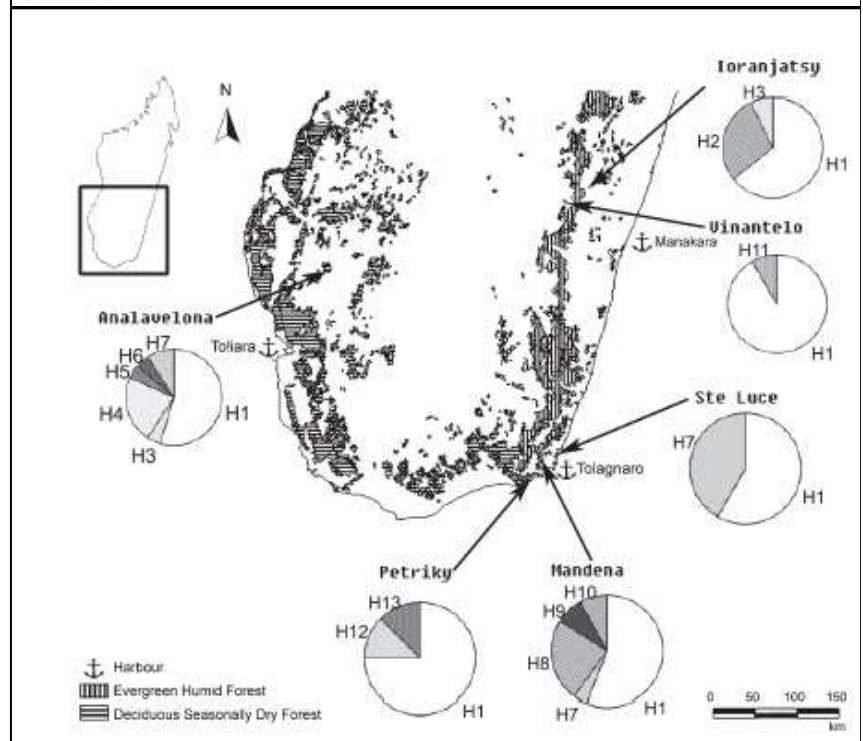 N
Ioranjatsy
H3
H2
H1
Vinantelo
Manakara
H11
H1
Analavelona
Toliara
H7
H6
H5
H4
H3
H1
Ste Luce
H7
H1
Tolagnaro
Petriky
H13
H12
H1
Mandena
H10
H9
H8
H7
H1
Harbour
Evergreen Humid Forest
Deciduous Seasonally Dry Forest
0 50 100 150
km